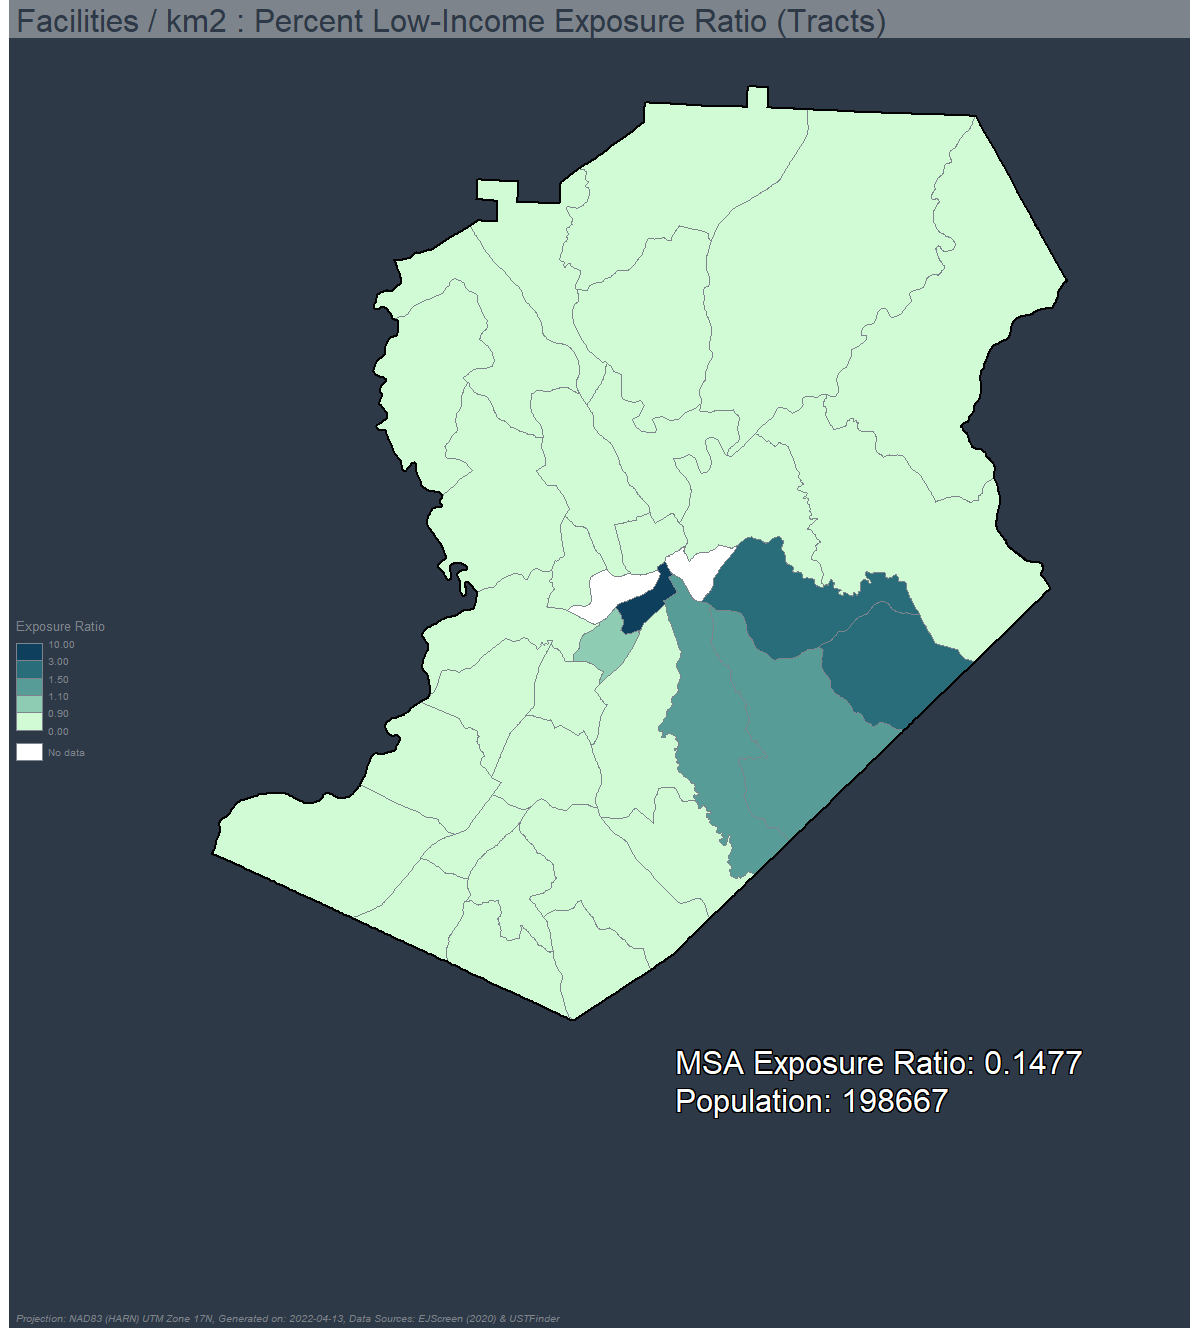 Facilities / km2 : Percent Low-Income Exposure Ratio (Tracts)
Exposure Ratio
10.00
3.00
1.50
1.10
0.90
0.00
No data
MSA Exposure Ratio: 0.1477
Population: 198667
Projection: NAD83 (HARN) UTM Zone 17N, Generated on: 2022-04-13, Data Sources: EJScreen (2020) & USTFinder